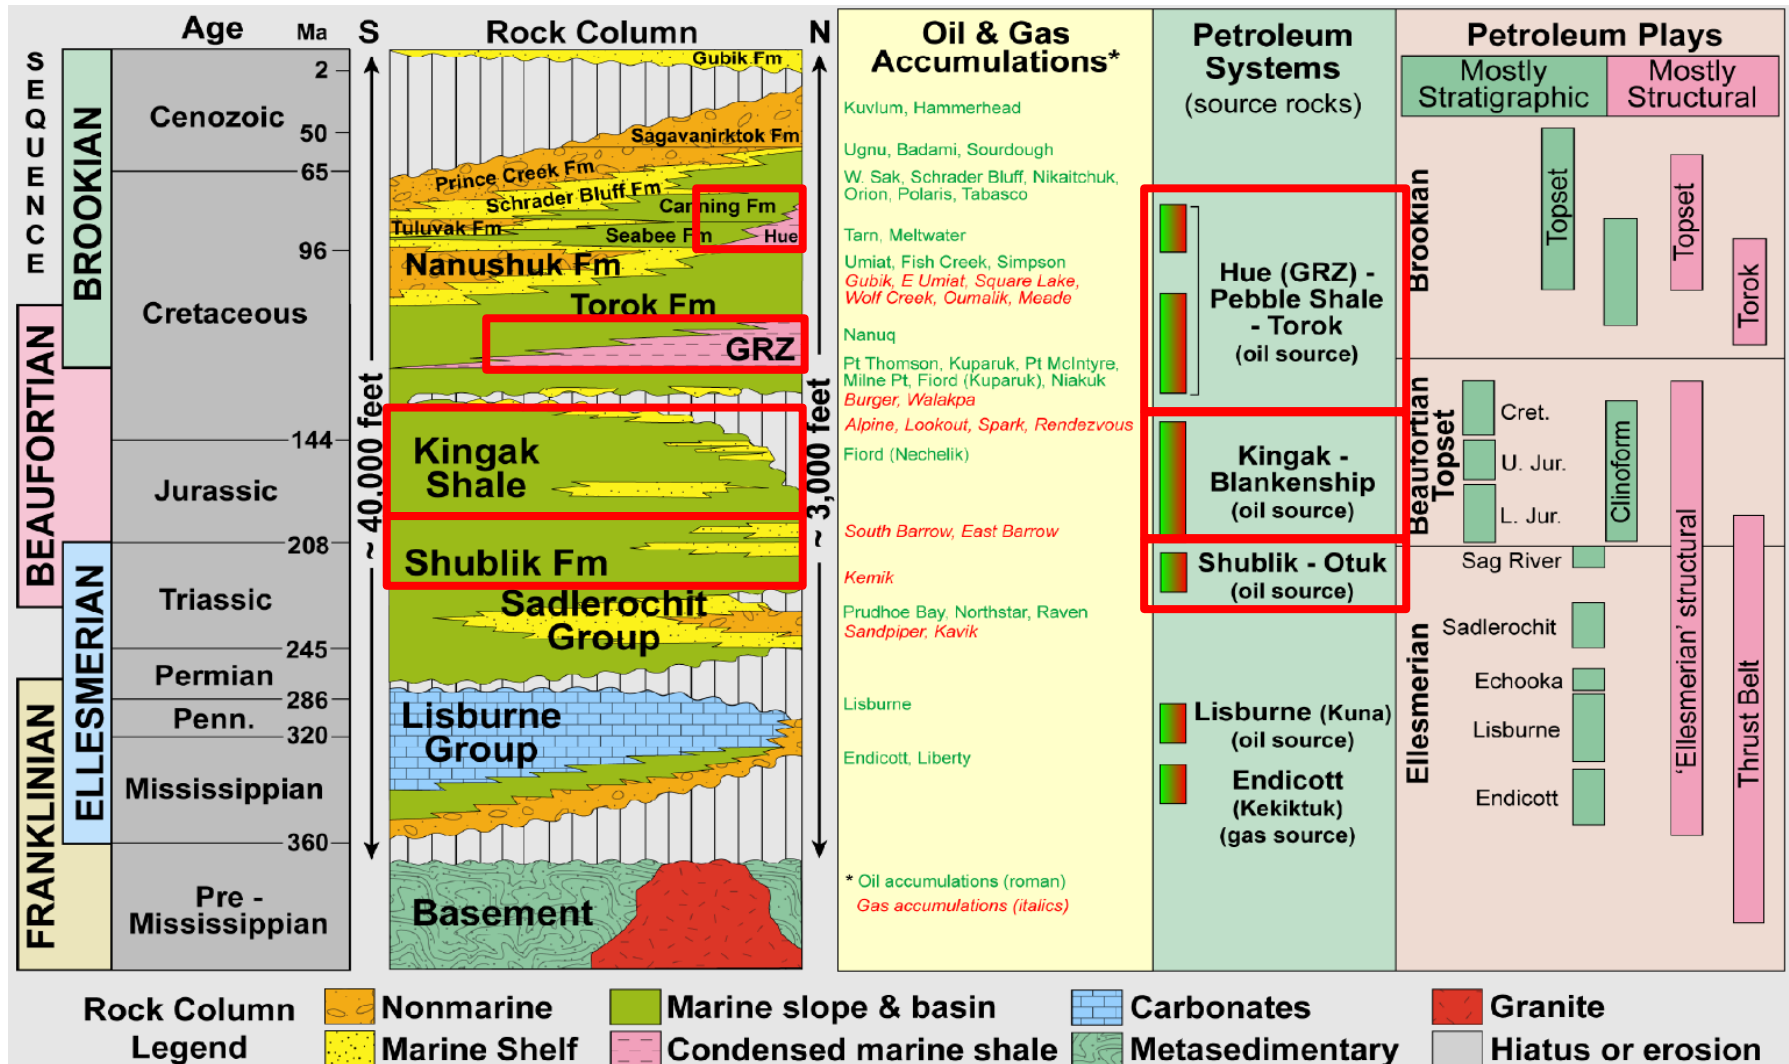 SEQUENCE
Age
Ma
S
Rock Column
N
Oil & Gas
Accumulations*
Petroleum
Systems
(source rocks)
Petroleum Plays
Mostly
Stratigraphic
Mostly
Structural
BROOKIAN
BEAUFORTIAN
ELLESMERIAN
FRANKLINIAN
Cenozoic
Cretaceous
Jurassic
Triassic
Permian
Penn.
Mississippian
Pre -
Mississippian
2
50
65
96
144
208
245
286
320
360
~ 40,000 feet
Gubik Fm
Sagavanirktok Fm
Prince Creek Fm
Schrader Bluff Fm
Canning Fm
Tuluvak Fm
Seabee Fm
Hue
Nanushuk Fm
Torok Fm
GRZ
Kingak
Shale
Shublik Fm
Sadlerochit
Group
Lisburne
Group
Basement
~ 3,000 feet
Kuvlum, Hammerhead
Ugnu, Badami, Sourdough
W. Sak, Schrader Bluff, Nikaitchuk,
Orion, Polaris, Tabasco
Tarn, Meltwater
Umiat, Fish Creek, Simpson
Gubik, E Umiat, Square Lake,
Wolf Creek, Oumalik, Meade
Nanuq
Pt Thomson, Kuparuk, Pt McIntyre,
Milne Pt, Fiord (Kuparuk), Niakuk
Burger, Walakpa
Alpine, Lookout, Spark, Rendezvous
Fiord (Nechelik)
South Barrow, East Barrow
Kemik
Prudhoe Bay, Northstar, Raven
Sandpiper, Kavik
Lisburne
Endicott, Liberty
* Oil accumulations (roman)
Gas accumulations (italics)
Hue (GRZ) -
Pebble Shale
- Torok
(oil source)
Kingak -
Blankenship
(oil source)
Shublik - Otuk
(oil source)
Lisburne (Kuna)
(oil source)
Endicott
(Kekiktuk)
(gas source)
Brookian
Topset
Topset
Torok
Beaufortian
Topset
Cret.
U. Jur.
L. Jur.
Clinoform
Ellesmerian
Sag River
Sadlerochit
Echooka
Lisburne
Endicott
'Ellesmerian' structural
Thrust Belt
Rock Column
Legend
Nonmarine
Marine slope & basin
Carbonates
Granite
Marine Shelf
Condensed marine shale
Metasedimentary
Hiatus or erosion